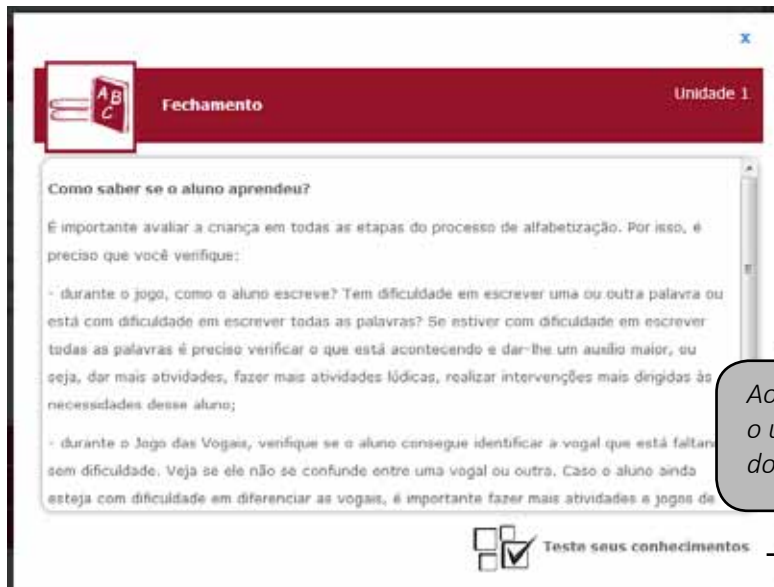 x
A B C
Fechamento
Unidade 1
Como saber se o aluno aprendeu?
É importante avaliar a criança em todas as etapas do processo de alfabetização. Por isso, é
preciso que você verifique:
- durante o jogo, como o aluno escreve? Tem dificuldade em escrever uma ou outra palavra ou
está com dificuldade em escrever todas as palavras? Se estiver com dificuldade em escrever
todas as palavras é preciso verificar o que está acontecendo e dar-lhe um auxílio maior, ou
seja, dar mais atividades, fazer mais atividades lúdicas, realizar intervenções mais dirigidas às
necessidades desse aluno;
- durante o Jogo das Vogais, verifique se o aluno consegue identificar a vogal que está
sem dificuldade. Veja se ele não se confunde entre uma vogal ou outra. Caso o aluno ainda
esteja com dificuldade em diferenciar as vogais, é importante fazer mais atividades e jogos de
Teste seus conhecimentos